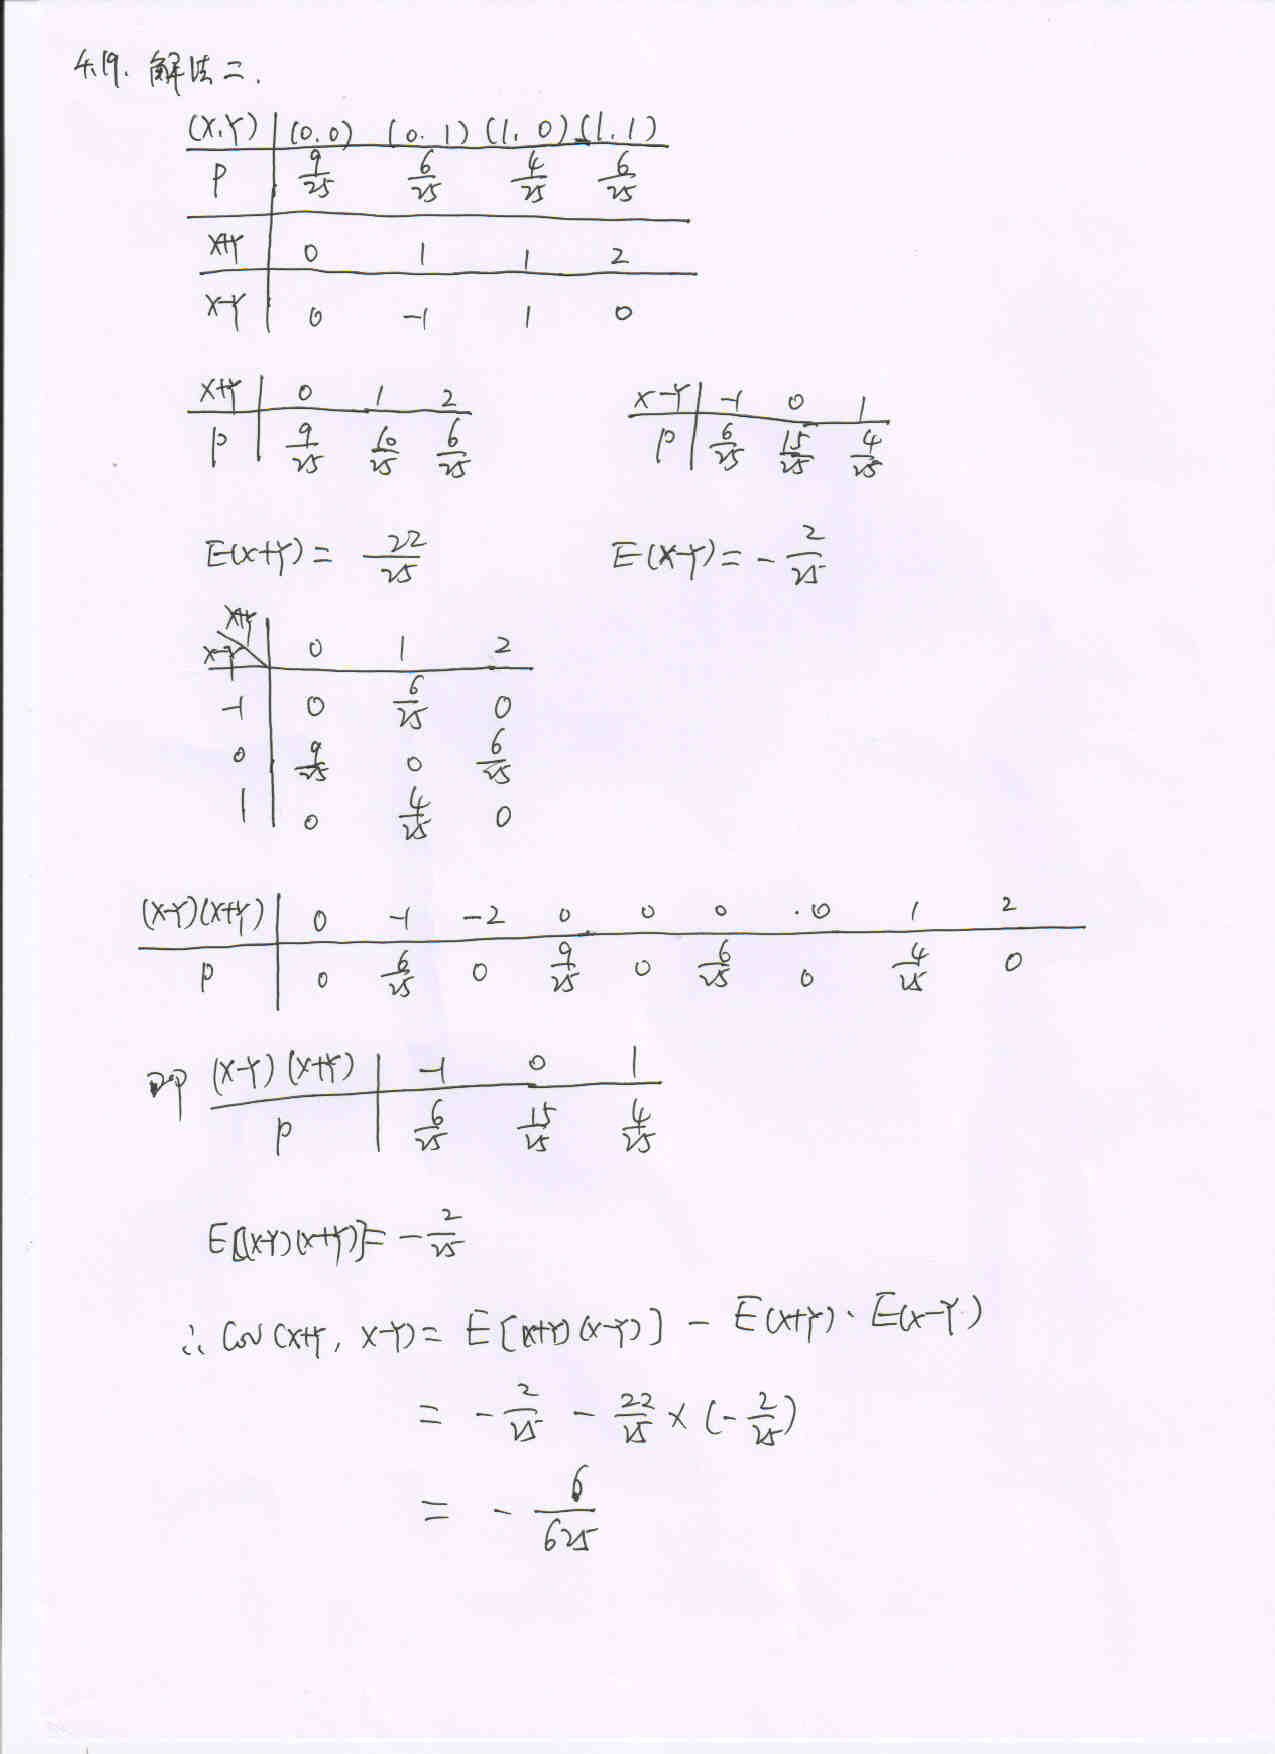 4.19. 解法二.
(X,Y) | (0,0) (0,1) (1,0) (1,1)
P | 9/25 6/25 4/25 6/25
X+Y | 0 1 1 2
X-Y | 0 -1 1 0
X+Y | 0 1 2
P | 9/25 10/25 6/25
X-Y | -1 0 1
P | 6/25 15/25 4/25
E(X+Y) = 22/25
E(X-Y) = - 2/25
X+Y
X-Y | 0 1 2
-1 | 0 6/25 0
0 | 9/25 0 6/25
1 | 0 4/25 0
(X-Y)(X+Y) | 0 -1 -2 0 0 0 0 1 2
P | 0 6/25 0 9/25 0 6/25 0 4/25 0
即 (X-Y)(X+Y) | -1 0 1
P | 6/25 15/25 4/25
E[(X-Y)(X+Y)] = - 2/25
∴ Cov(X+Y, X-Y) = E[(X+Y)(X-Y)] - E(X+Y)·E(X-Y)
= - 2/25 - 22/25 × (- 2/25)
= - 6/625